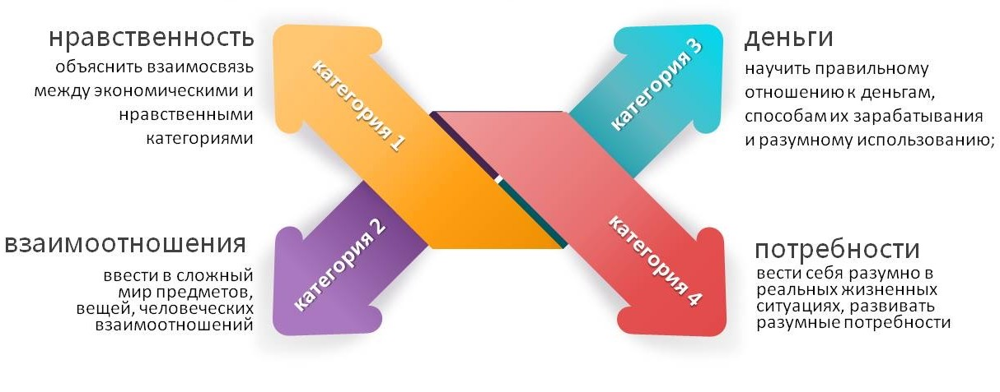 нравственность
объяснить взаимосвязь
между экономическими и
нравственными
категориями
категория 1
категория 3
деньги
научить правильному
отношению к деньгам,
способам их зарабатывания
и разумному использованию;
взаимоотношения
ввести в сложный
мир предметов,
вещей, человеческих
взаимоотношений
категория 2
категория 4
потребности
вести себя разумно в
реальных жизненных
ситуациях, развивать
разумные потребности